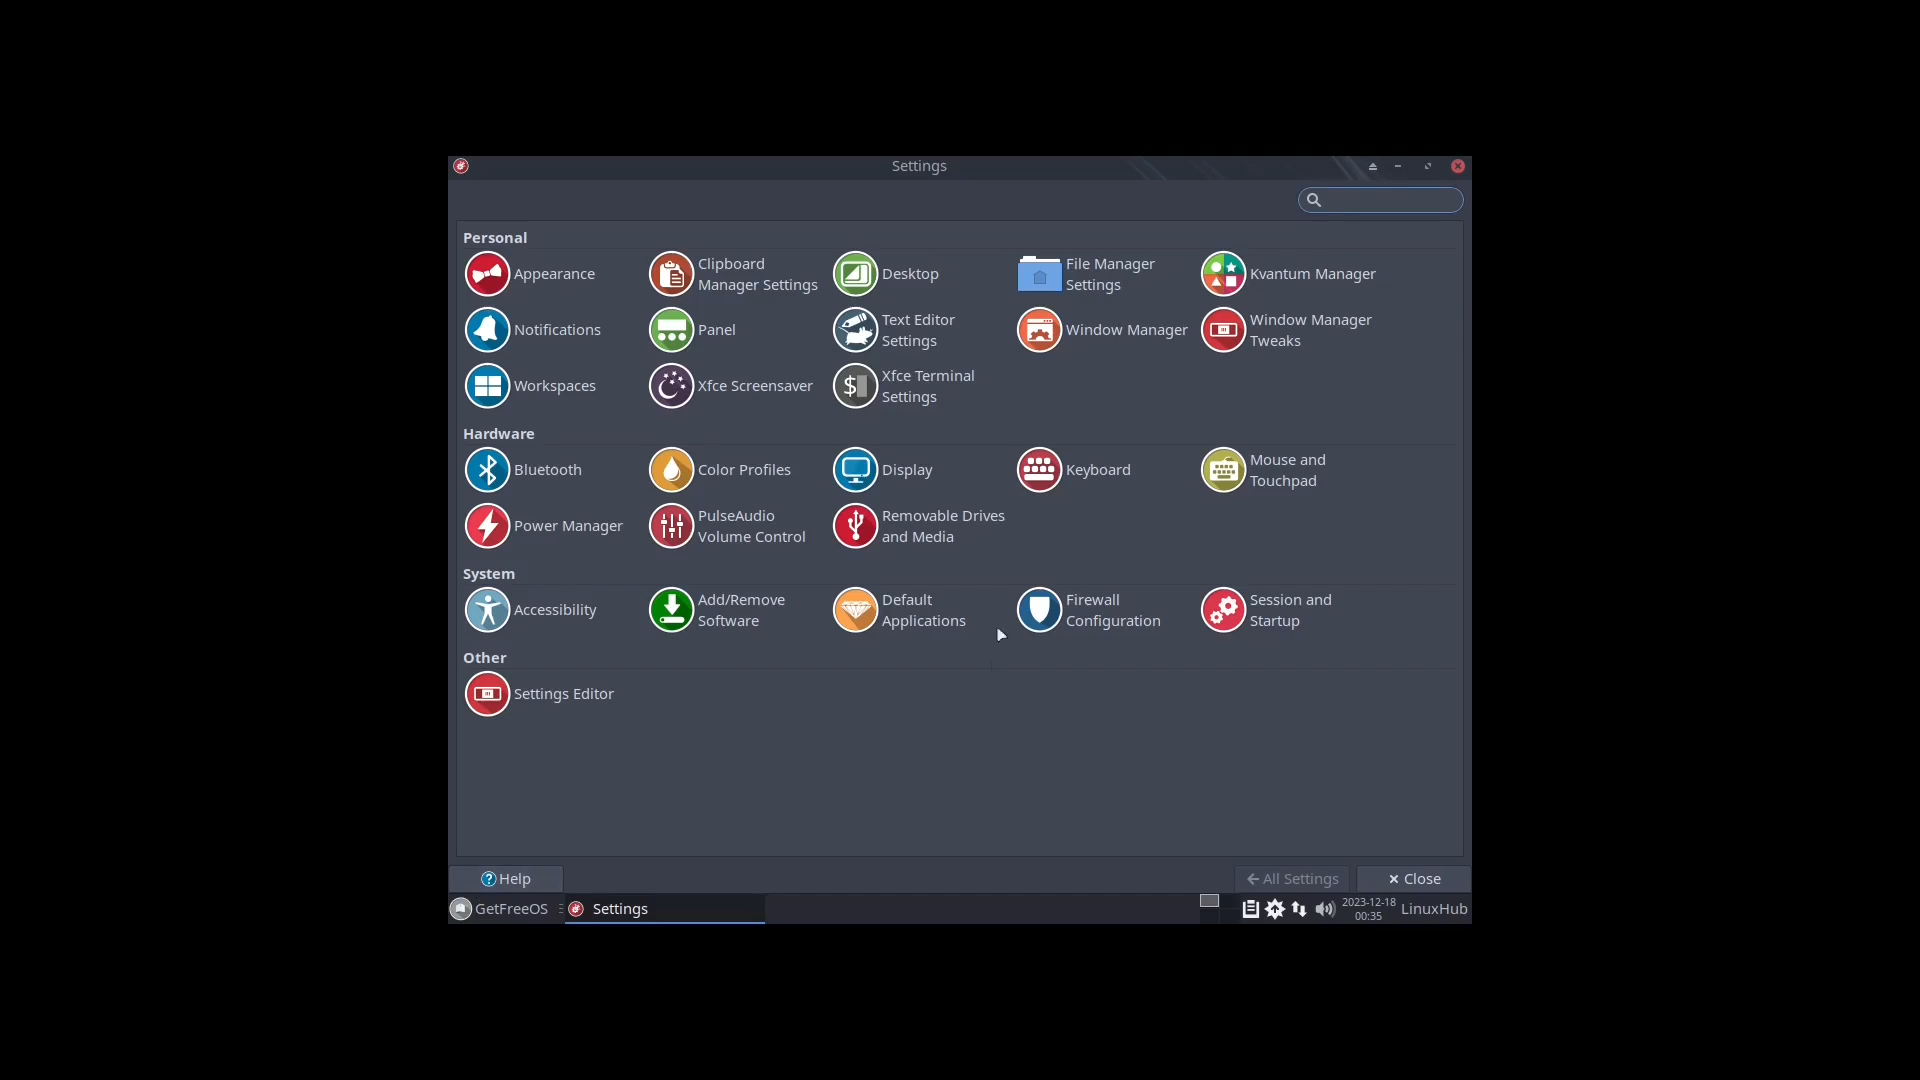 Settings
Personal
Appearance
Clipboard
Manager Settings
Desktop
File Manager
Settings
Kvantum Manager
Notifications
Panel
Text Editor
Settings
Window Manager
Window Manager
Tweaks
Workspaces
Xfce Screensaver
Xfce Terminal
Settings
Hardware
Bluetooth
Color Profiles
Display
Keyboard
Mouse and
Touchpad
Power Manager
PulseAudio
Volume Control
Removable Drives
and Media
System
Accessibility
Add/Remove
Software
Default
Applications
Firewall
Configuration
Session and
Startup
Other
Settings Editor
Help
All Settings
Close
GetFreeOS
Settings
2023-12-18
00:35
LinuxHub